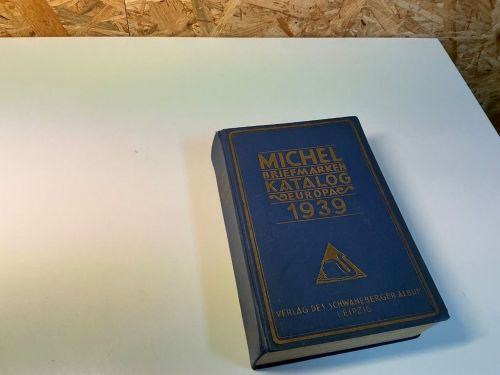 MICHEL
BRIEFMARKEN
KATALOG
EUROPA
1939
VERLAG DES SCHWANEBERGER ALBUM
LEIPZIG